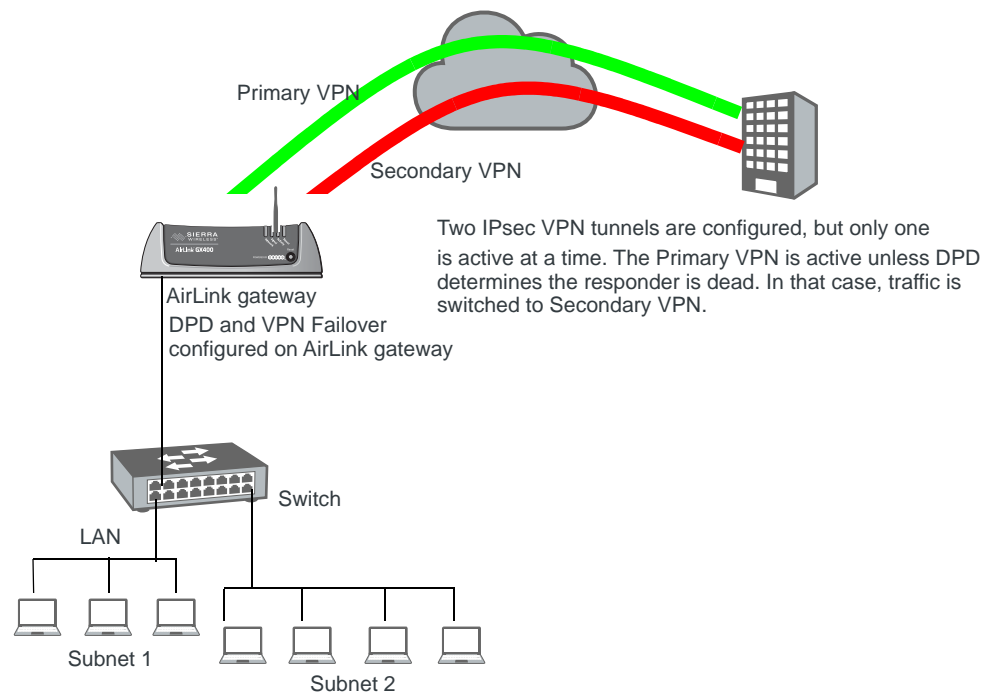 Primary VPN
Secondary VPN
SIERRA
WIRELESS
AirLink GX400
Two IPsec VPN tunnels are configured, but only one
is active at a time. The Primary VPN is active unless DPD
determines the responder is dead. In that case, traffic is
switched to Secondary VPN.
AirLink gateway
DPD and VPN Failover
configured on AirLink gateway
Switch
LAN
Subnet 1
Subnet 2